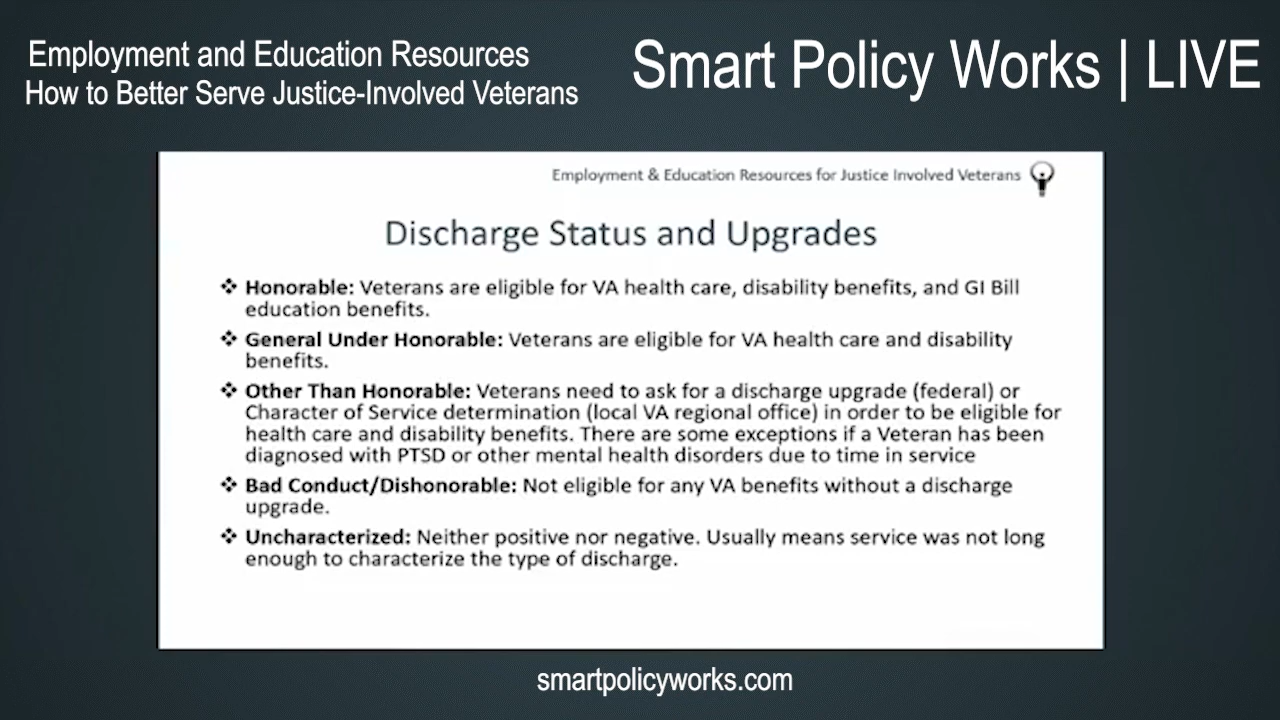 Employment and Education Resources
How to Better Serve Justice-Involved Veterans
Smart Policy Works | LIVE
Employment & Education Resources for Justice Involved Veterans
Discharge Status and Upgrades
❖ Honorable: Veterans are eligible for VA health care, disability benefits, and GI Bill
education benefits.
❖ General Under Honorable: Veterans are eligible for VA health care and disability
benefits.
❖ Other Than Honorable: Veterans need to ask for a discharge upgrade (federal) or
Character of Service determination (local VA regional office) in order to be eligible for
health care and disability benefits. There are some exceptions if a Veteran has been
diagnosed with PTSD or other mental health disorders due to time in service
❖ Bad Conduct/Dishonorable: Not eligible for any VA benefits without a discharge
upgrade.
❖ Uncharacterized: Neither positive nor negative. Usually means service was not long
enough to characterize the type of discharge.
smartpolicyworks.com